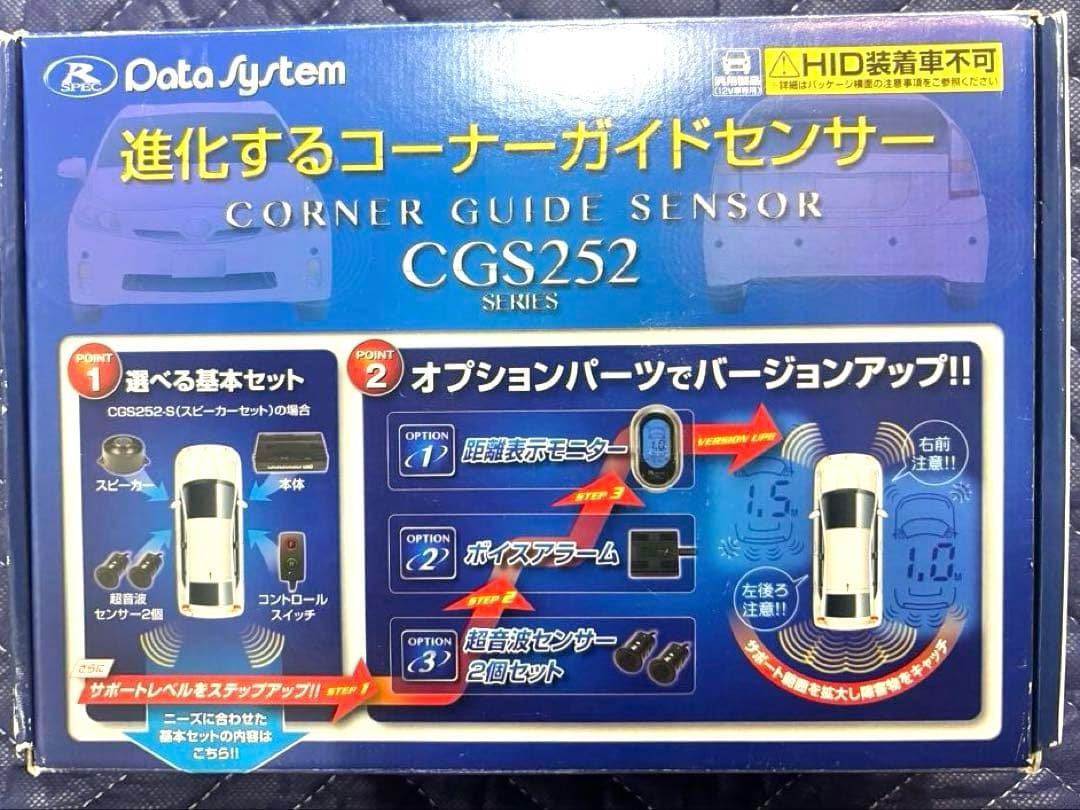 R SPEC Data System
汎用製品
(12V車専用)
HID装着車不可
詳細はパッケージ横面の注意事項をご参照ください
進化するコーナーガイドセンサー
CORNER GUIDE SENSOR
CGS252
SERIES
POINT 1 選べる基本セット
CGS252-S(スピーカーセット)の場合
スピーカー
本体
超音波
センサー2個
コントロール
スイッチ
さらに
サポートレベルをステップアップ!! STEP 1
ニーズに合わせた
基本セットの内容は
こちら!!
POINT 2 オプションパーツでバージョンアップ!!
OPTION 1 距離表示モニター
1.0
VERSION UP!!
STEP 3
OPTION 2 ボイスアラーム
STEP 2
OPTION 3 超音波センサー
2個セット
右前
注意!!
1.5M
1.0M
左後ろ
注意!!
サポート範囲を拡大し障害物をキャッチ